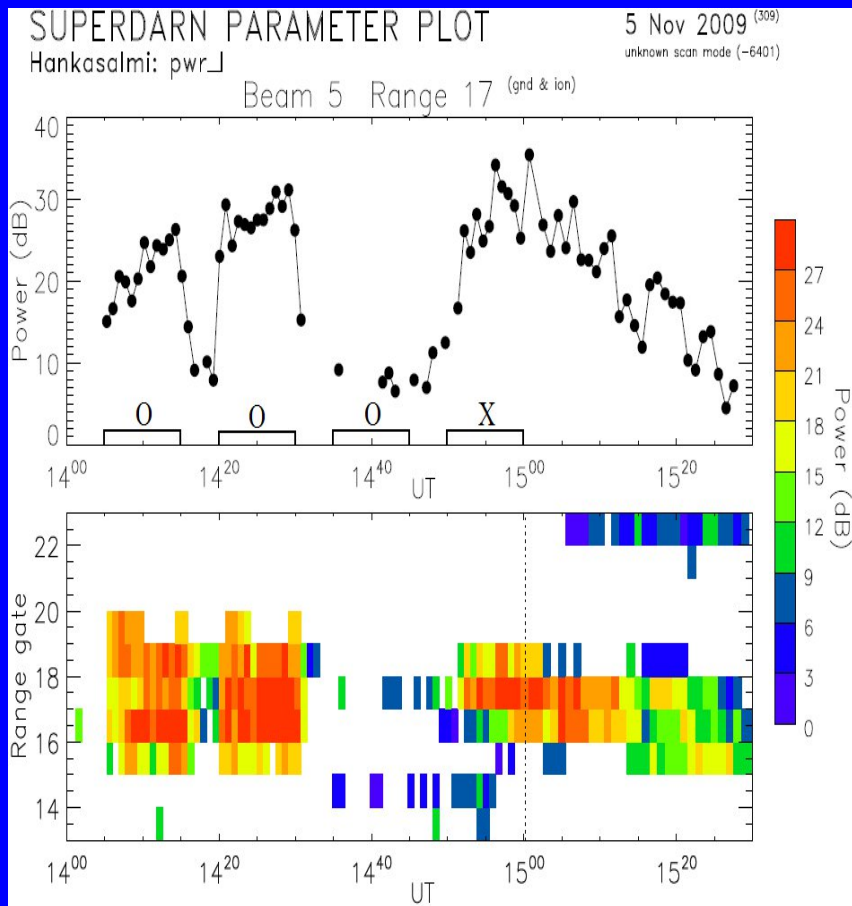 SUPERDARN PARAMETER PLOT
5 Nov 2009 (309)
Hankasalmi: pwr_l
unknown scan mode (-6401)
Beam 5 Range 17 (gnd & ion)
40
30
20
10
0
Power (dB)
O O O X
14 00 14 20 14 40 15 00 15 20
UT
27
24
21
18
15
12
9
6
3
0
Power (dB)
22
20
18
16
14
Range gate
14 00 14 20 14 40 15 00 15 20
UT